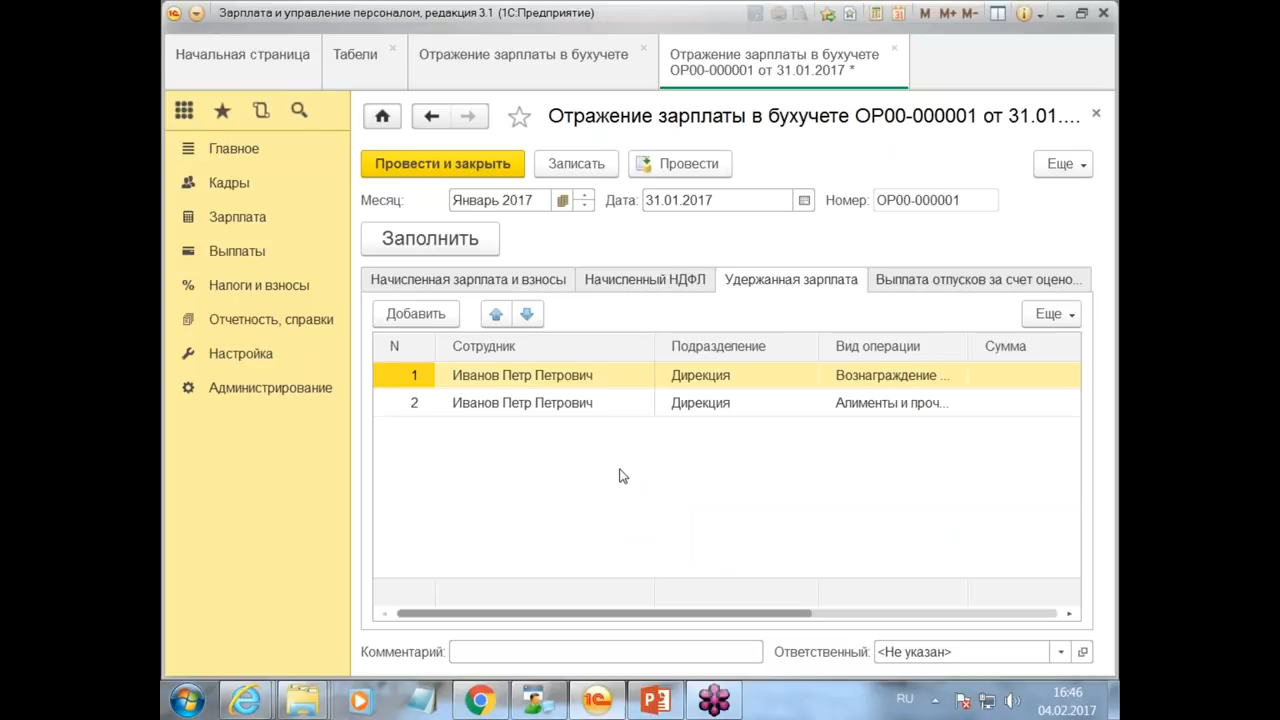 Зарплата и управление персоналом, редакция 3.1 (1С:Предприятие)
M M+ M-
Начальная страница
Табели
Отражение зарплаты в бухучете
Отражение зарплаты в бухучете
ОР00-000001 от 31.01.2017 *
Главное
Кадры
Зарплата
Выплаты
Налоги и взносы
Отчетность, справки
Настройка
Администрирование
Отражение зарплаты в бухучете ОР00-000001 от 31.01....
Провести и закрыть
Записать
Провести
Еще
Месяц:
Январь 2017
Дата:
31.01.2017
Номер:
ОР00-000001
Заполнить
Начисленная зарплата и взносы
Начисленный НДФЛ
Удержанная зарплата
Выплата отпусков за счет оцено...
Добавить
Еще
N Сотрудник Подразделение Вид операции Сумма
1 Иванов Петр Петрович Дирекция Вознаграждение ...
2 Иванов Петр Петрович Дирекция Алименты и проч...
Комментарий:
Ответственный:
<Не указан>
RU
16:46
04.02.2017